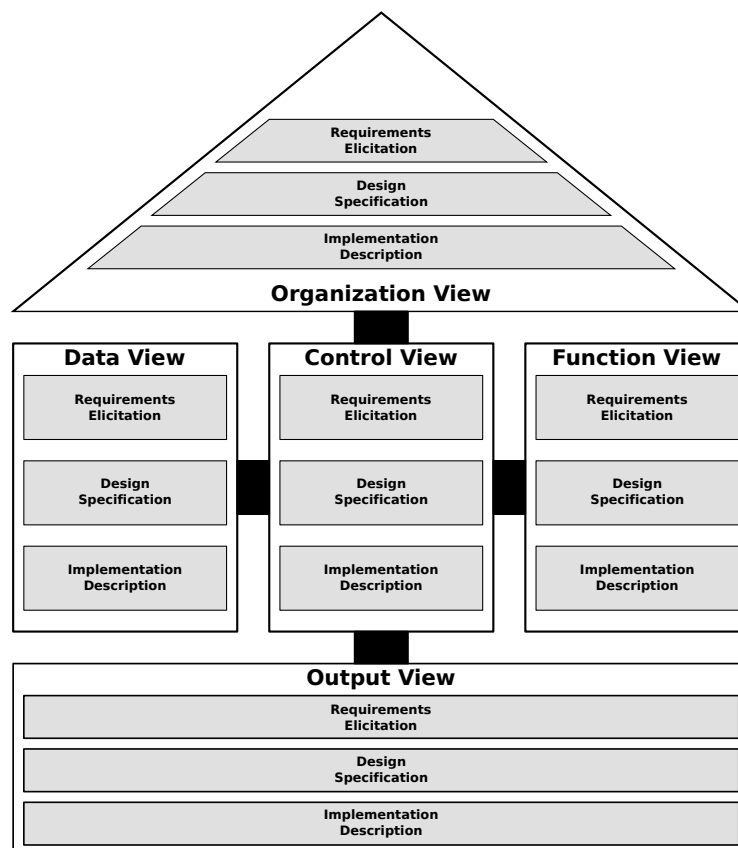 Requirements
Elicitation
Design
Specification
Implementation
Description
Organization View
Data View
Requirements
Elicitation
Design
Specification
Implementation
Description
Control View
Requirements
Elicitation
Design
Specification
Implementation
Description
Function View
Requirements
Elicitation
Design
Specification
Implementation
Description
Output View
Requirements
Elicitation
Design
Specification
Implementation
Description